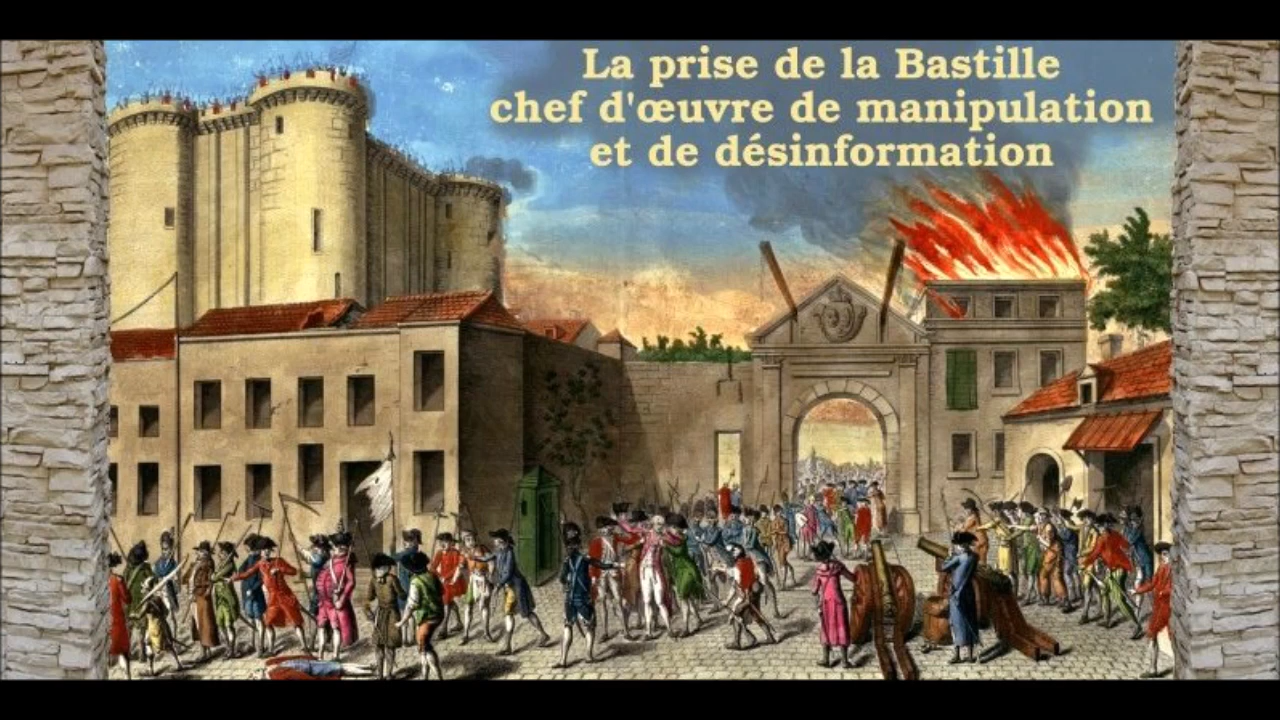 La prise de la Bastille
chef d'œuvre de manipulation
et de désinformation